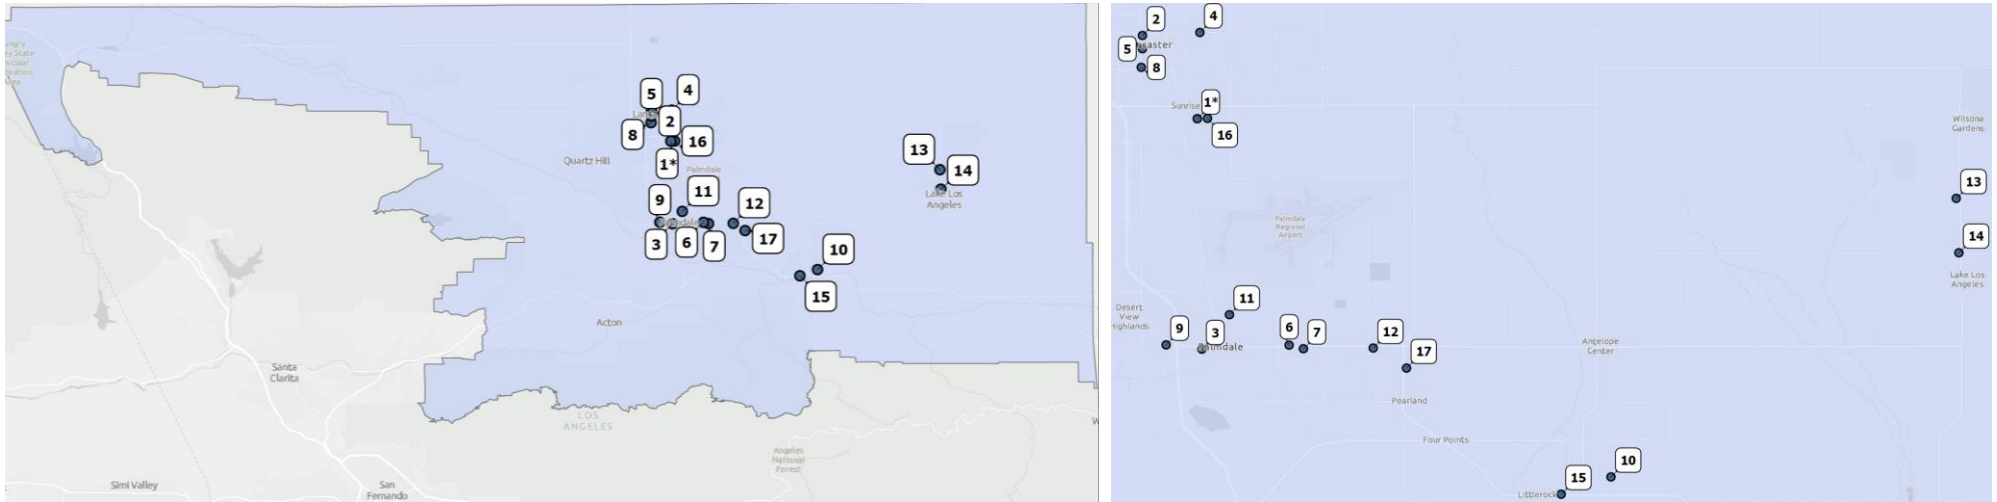 5
4
2
8
16
1*
Quartz Hill
Palmdale
13
14
Lake Los
Angeles
9
11
12
3
6
7
17
10
15
Acton
Santa
Clarita
LOS
ANGELES
Angeles
National
Forest
Simi Valley
San
Fernando
2
4
5
8
Sunrise
1*
16
Wilsona
Gardens
13
14
Lake Los
Angeles
Palmdale
Regional
Airport
11
Desert
View
Highlands
9
3
Palmdale
6
7
12
17
Antelope
Center
Pearland
Four Points
15
10
Littlerock